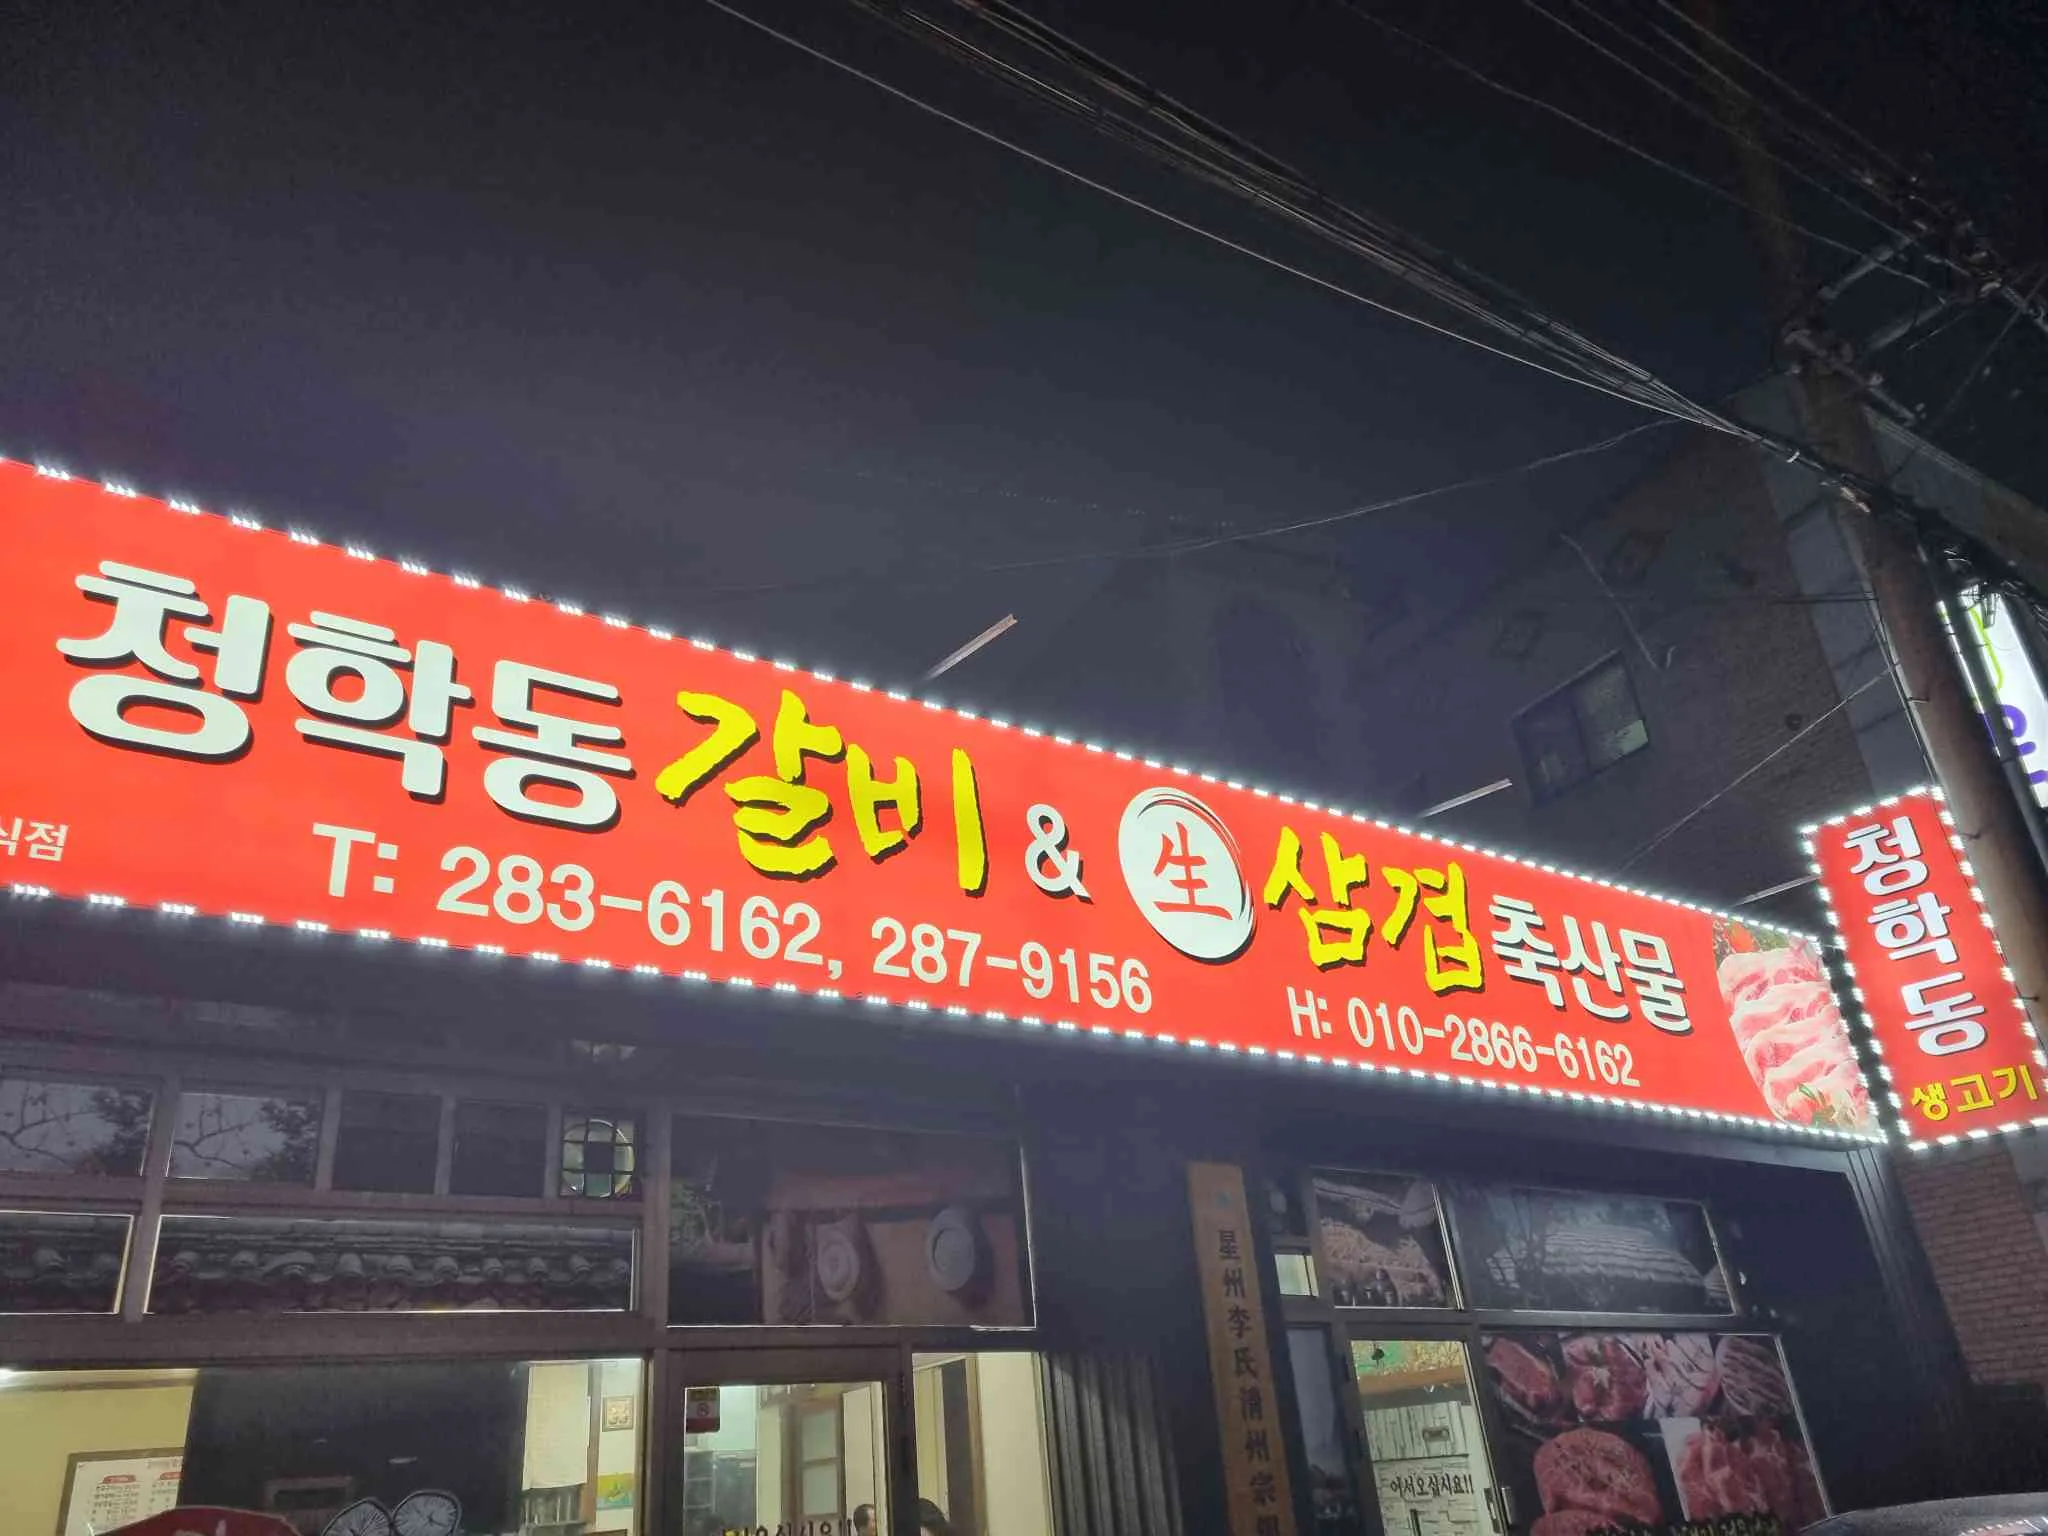 청학동 갈비 & 生 삼겹 축산물
식점
T: 283-6162, 287-9156
H: 010-2866-6162
청학동
생고기
星州李氏淸州宗
어서오십시요!!